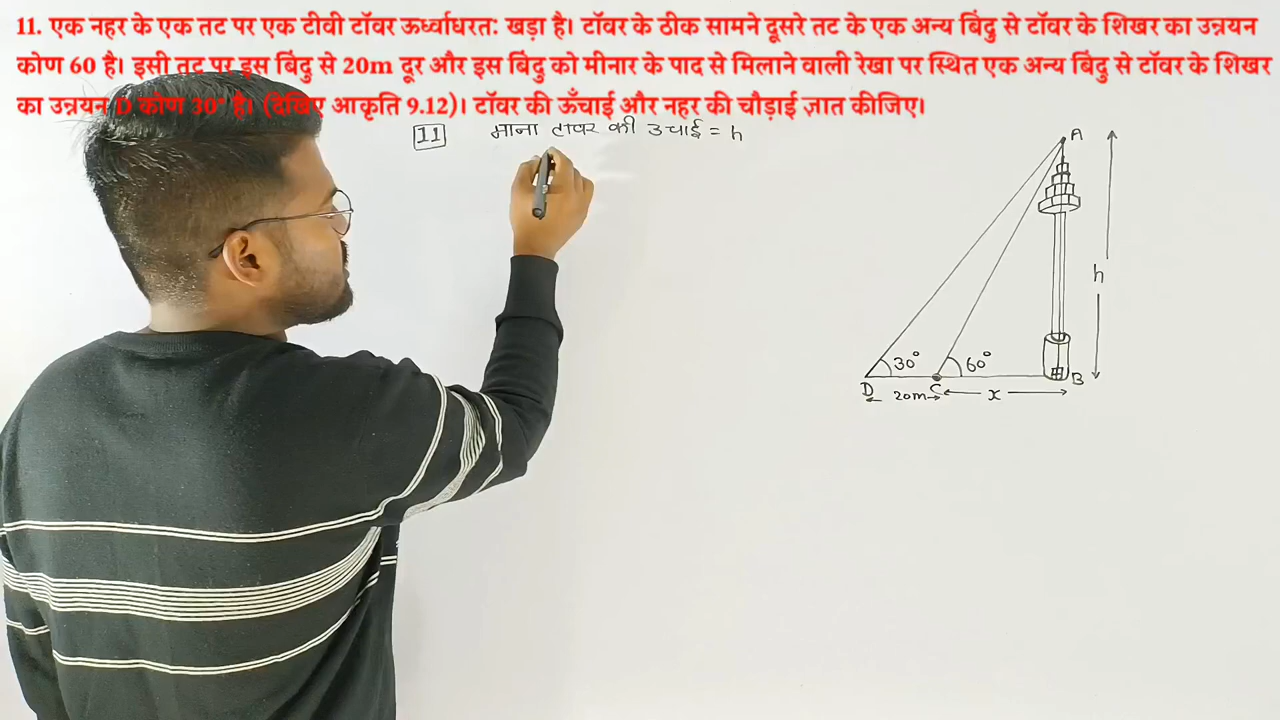 11. एक नहर के एक तट पर एक टीवी टॉवर ऊर्ध्वाधरत: खड़ा है। टॉवर के ठीक सामने दूसरे तट के एक अन्य बिंदु से टॉवर के शिखर का उन्नयन
कोण 60 है। इसी तट पर इस बिंदु से 20m दूर और इस बिंदु को मीनार के पाद से मिलाने वाली रेखा पर स्थित एक अन्य बिंदु से टॉवर के शिखर
का उन्नयन D कोण 30° है। (देखिए आकृति 9.12)। टॉवर की ऊँचाई और नहर की चौड़ाई ज्ञात कीजिए।
11 माना टावर की उचाई = h
A
h
30° 60°
D C B
20m x